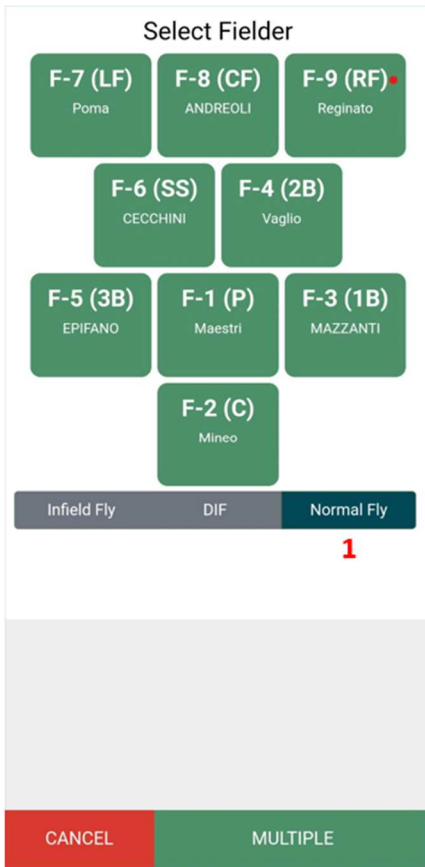 Select Fielder
F-7 (LF) F-8 (CF) F-9 (RF)
Poma ANDREOLI Reginato
F-6 (SS) F-4 (2B)
CECCHINI Vaglio
F-5 (3B) F-1 (P) F-3 (1B)
EPIFANO Maestri MAZZANTI
F-2 (C)
Mineo
Infield Fly DIF Normal Fly
1
CANCEL MULTIPLE